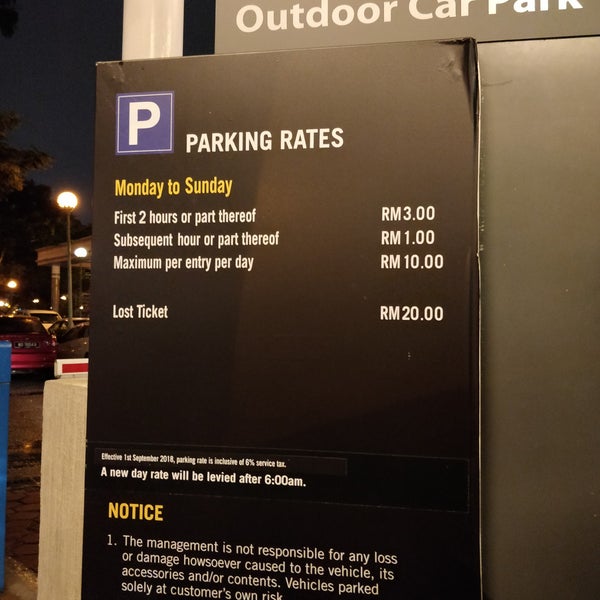 Outdoor Car Park
P
PARKING RATES
Monday to Sunday
First 2 hours or part thereof RM3.00
Subsequent hour or part thereof RM1.00
Maximum per entry per day RM10.00
Lost Ticket RM20.00
Effective 1st September 2018, parking rate is inclusive of 6% service tax.
A new day rate will be levied after 6:00am.
NOTICE
1. The management is not responsible for any loss
or damage howsoever caused to the vehicle, its
accessories and/or contents. Vehicles parked
solely at customer's own risk.